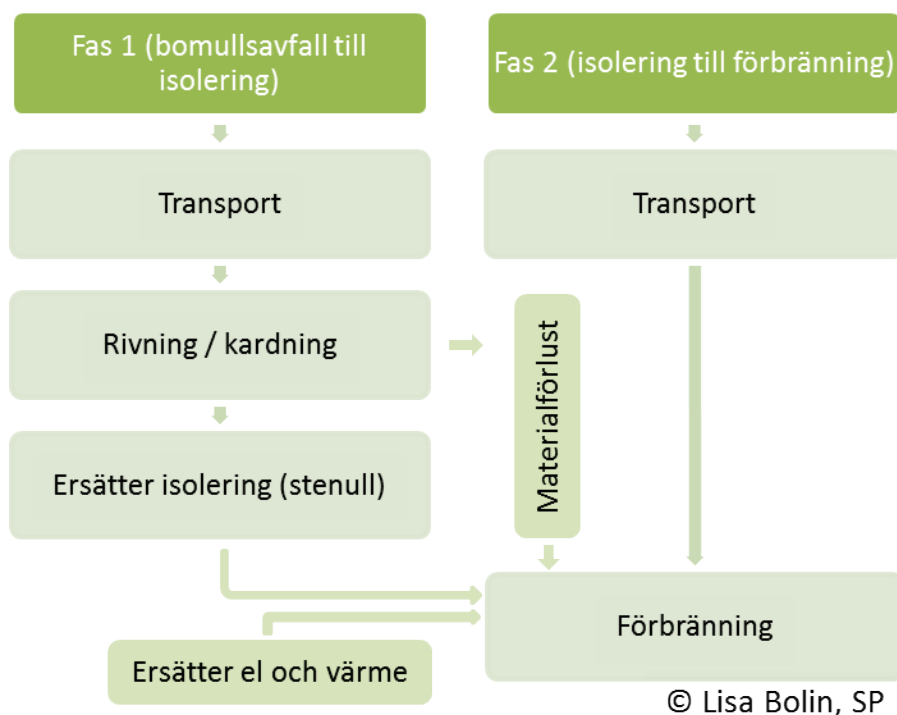 Fas 1 (bomullsavfall till
isolering)
Fas 2 (isolering till förbränning)
Transport
Transport
Rivning / kardning
Materialförlust
Ersätter isolering (stenull)
Förbränning
Ersätter el och värme
© Lisa Bolin, SP